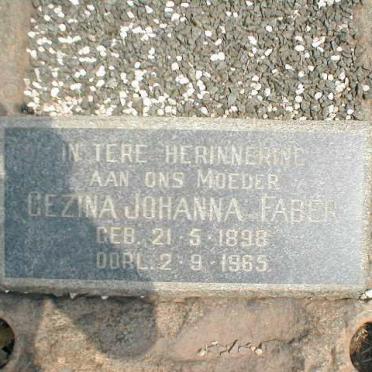 IN TERE HERINNERING
AAN ONS MOEDER
GEZINA JOHANNA FABER
GEB. 21·5·1898
OORL. 2·9·1965